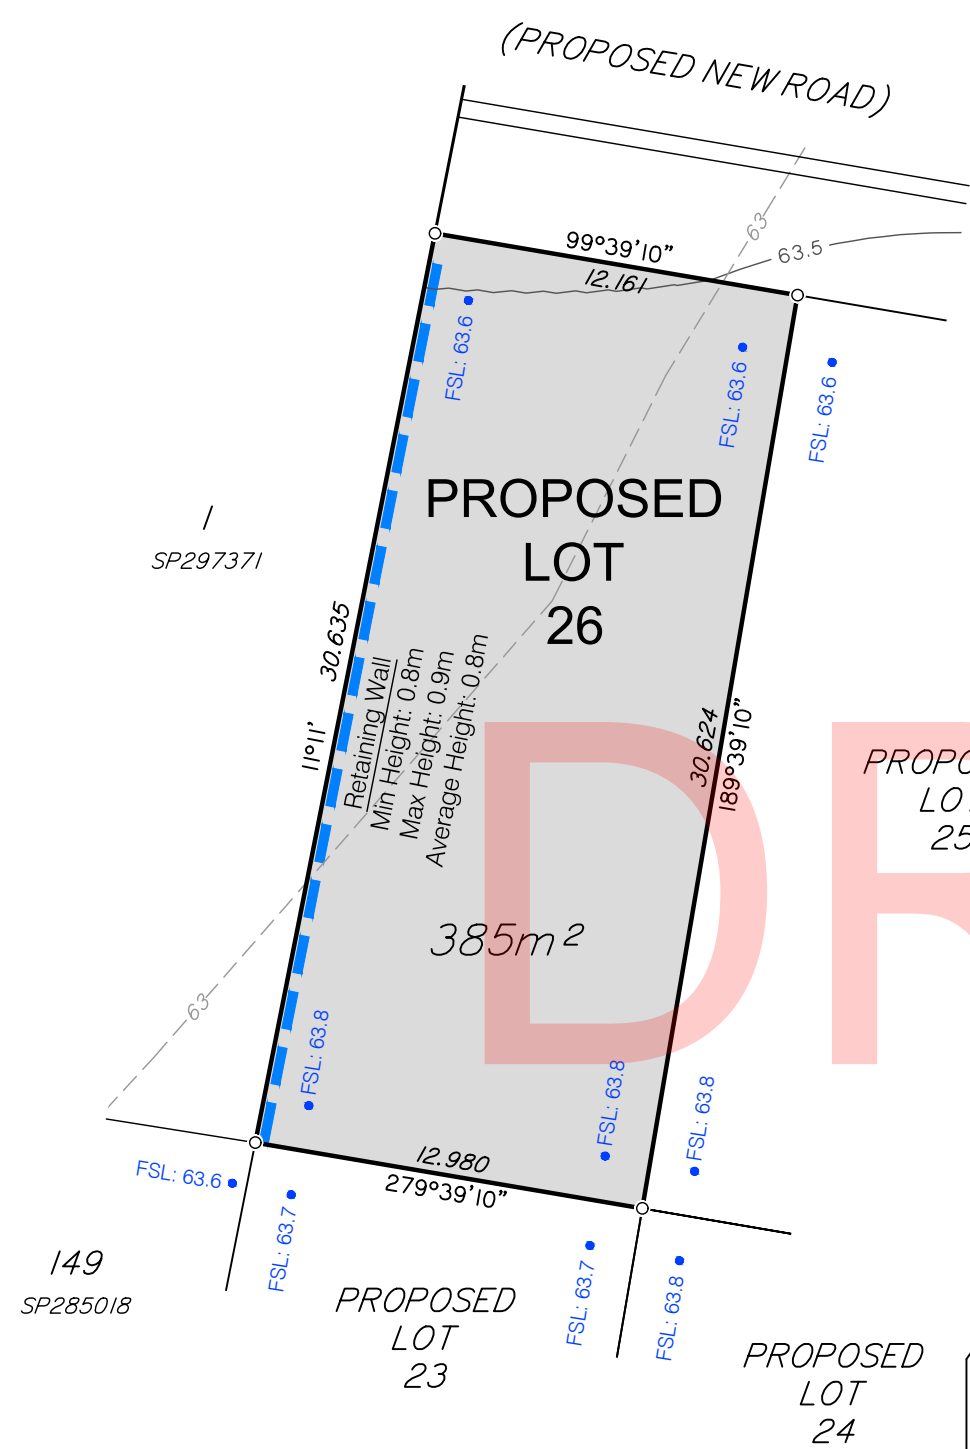 (PROPOSED NEW ROAD)
63
63.5
99°39'10"
12.161
FSL: 63.6
FSL: 63.6
FSL: 63.6
PROPOSED
LOT
26
1
SP297371
30.635
11°11'
Retaining Wall
Min Height: 0.8m
Max Height: 0.9m
Average Height: 0.8m
30.624
189°39'10"
PROPO
LO
25
385m²
DR
63
FSL: 63.8
FSL: 63.8
FSL: 63.8
12.980
279°39'10"
FSL: 63.6
FSL: 63.7
FSL: 63.7
FSL: 63.8
149
SP285018
PROPOSED
LOT
23
PROPOSED
LOT
24